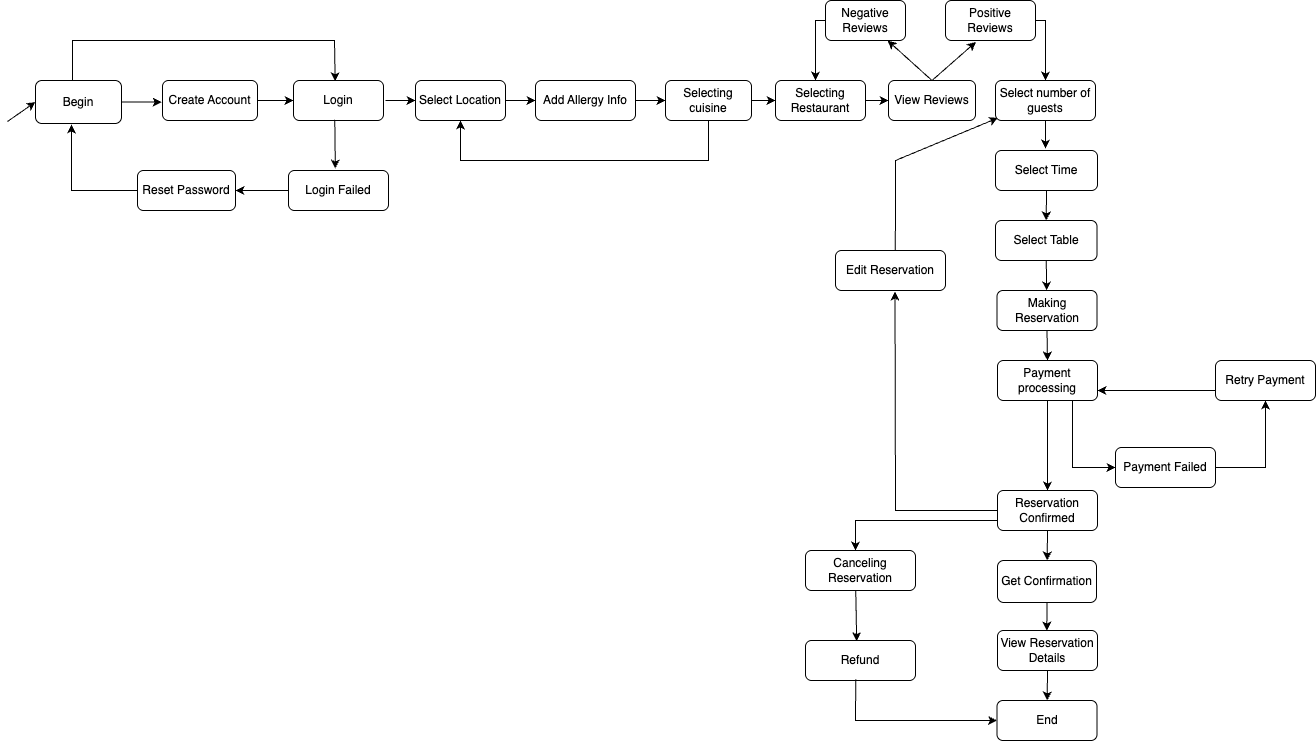 Negative
Reviews
Positive
Reviews
Begin
Create Account
Login
Select Location
Add Allergy Info
Selecting
cuisine
Selecting
Restaurant
View Reviews
Select number of
guests
Reset Password
Login Failed
Select Time
Select Table
Edit Reservation
Making
Reservation
Payment
processing
Retry Payment
Payment Failed
Reservation
Confirmed
Canceling
Reservation
Get Confirmation
Refund
View Reservation
Details
End